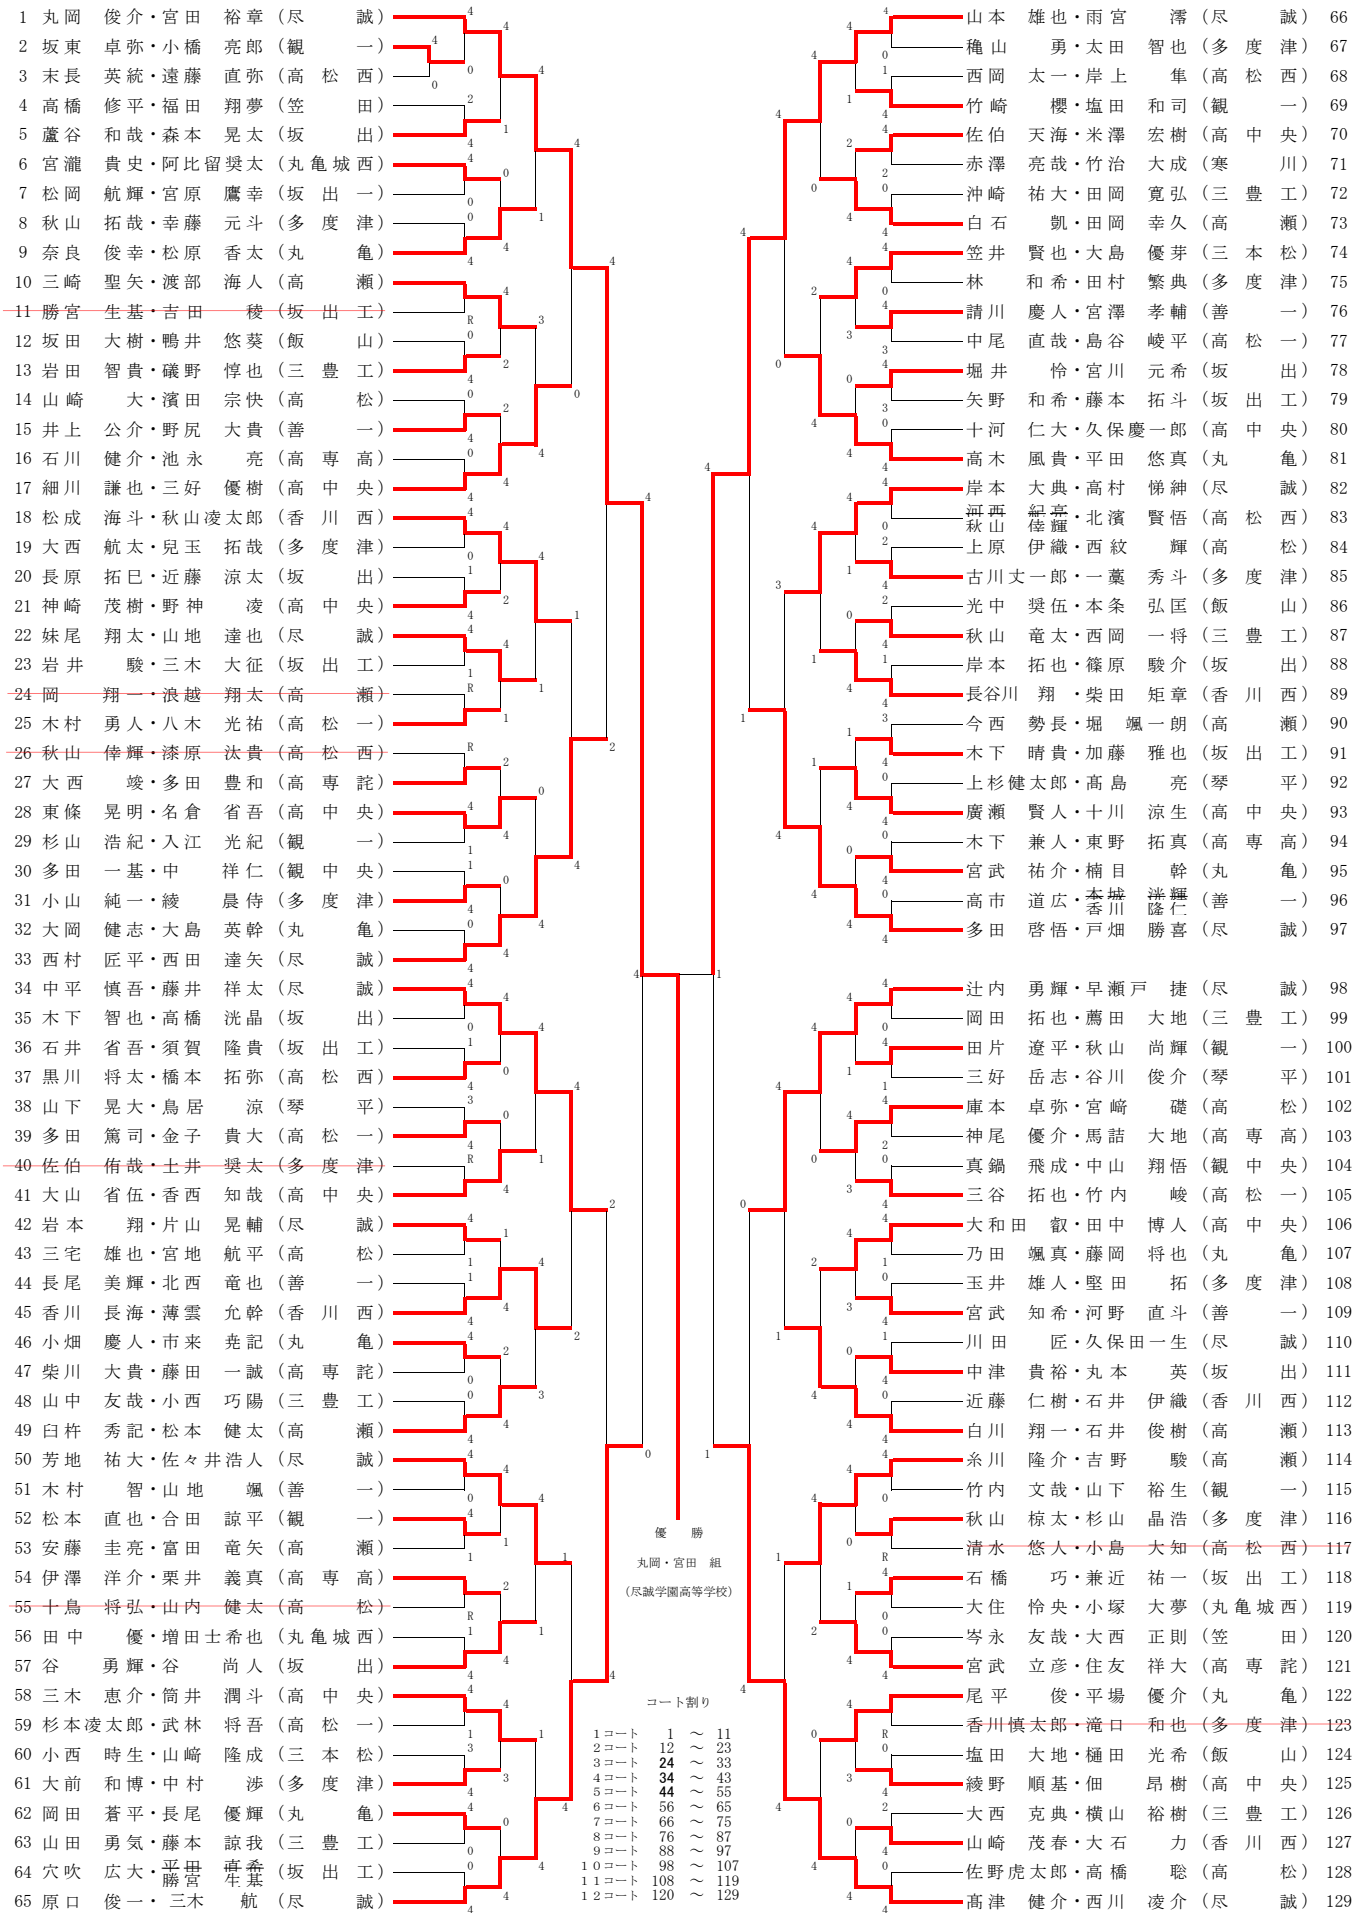 1 丸岡 俊介・宮田 裕章 (尽誠)
2 坂東 卓弥・小橋 亮郎 (観一)
3 末長 英統・遠藤 直弥 (高松西)
4 高橋 修平・福田 翔夢 (笠田)
5 蘆谷 和哉・森本 晃太 (坂出)
6 宮瀧 貴史・阿比留奨太 (丸亀城西)
7 松岡 航輝・宮原 鷹幸 (坂出一)
8 秋山 拓哉・幸藤 元斗 (多度津)
9 奈良 俊幸・松原 香太 (丸亀)
10 三崎 聖矢・渡部 海人 (高瀬)
11 勝宮 生基・吉田 稜 (坂出工)
12 坂田 大樹・鴨井 悠葵 (飯山)
13 岩田 智貴・礒野 惇也 (三豊工)
14 山崎 大・濱田 宗快 (高松)
15 井上 公介・野尻 大貴 (善一)
16 石川 健介・池永 亮 (高専高)
17 細川 謙也・三好 優樹 (高中央)
18 松成 海斗・秋山凌太郎 (香川西)
19 大西 航太・兒玉 拓哉 (多度津)
20 長原 拓巳・近藤 涼太 (坂出)
21 神崎 茂樹・野神 凌 (高中央)
22 妹尾 翔太・山地 達也 (尽誠)
23 岩井 駿・三木 大征 (坂出工)
24 岡 翔一・浪越 翔太 (高瀬)
25 木村 勇人・八木 光祐 (高松一)
26 秋山 倖輝・漆原 汰貴 (高松西)
27 大西 竣・多田 豊和 (高専詫)
28 東條 晃明・名倉 省吾 (高中央)
29 杉山 浩紀・入江 光紀 (観一)
30 多田 一基・中 祥仁 (観中央)
31 小山 純一・綾 晨侍 (多度津)
32 大岡 健志・大島 英幹 (丸亀)
33 西村 匠平・西田 達矢 (尽誠)
34 中平 慎吾・藤井 祥太 (尽誠)
35 木下 智也・高橋 洸晶 (坂出)
36 石井 省吾・須賀 隆貴 (坂出工)
37 黒川 将太・橋本 拓弥 (高松西)
38 山下 晃大・鳥居 涼 (琴平)
39 多田 篤司・金子 貴大 (高松一)
40 佐伯 侑哉・土井 奨太 (多度津)
41 大山 省伍・香西 知哉 (高中央)
42 岩本 翔・片山 晃輔 (尽誠)
43 三宅 雄也・宮地 航平 (高松)
44 長尾 美輝・北西 竜也 (善一)
45 香川 長海・薄雲 允幹 (香川西)
46 小畑 慶人・市来 尭記 (丸亀)
47 柴川 大貴・藤田 一誠 (高専詫)
48 山中 友哉・小西 巧陽 (三豊工)
49 臼杵 秀記・松本 健太 (高瀬)
50 芳地 祐大・佐々井浩人 (尽誠)
51 木村 智・山地 颯 (善一)
52 松本 直也・合田 諒平 (観一)
53 安藤 圭亮・富田 竜矢 (高瀬)
54 伊澤 洋介・栗井 義真 (高専高)
55 十鳥 将弘・山内 健太 (高松)
56 田中 優・増田士希也 (丸亀城西)
57 谷 勇輝・谷 尚人 (坂出)
58 三木 恵介・筒井 潤斗 (高中央)
59 杉本凌太郎・武林 将吾 (高松一)
60 小西 時生・山﨑 隆成 (三本松)
61 大前 和博・中村 渉 (多度津)
62 岡田 蒼平・長尾 優輝 (丸亀)
63 山田 勇気・藤本 諒我 (三豊工)
64 穴吹 広大・平田 直希 勝宮 生基 (坂出工)
65 原口 俊一・三木 航 (尽誠)
優 勝
丸岡・宮田 組
(尽誠学園高等学校)
コート割り
1コート 1 ～ 11
2コート 12 ～ 23
3コート 24 ～ 33
4コート 34 ～ 43
5コート 44 ～ 55
6コート 56 ～ 65
7コート 66 ～ 75
8コート 76 ～ 87
9コート 88 ～ 97
10コート 98 ～ 107
11コート 108 ～ 119
12コート 120 ～ 129
山本 雄也・雨宮 澪 (尽誠) 66
穐山 勇・太田 智也 (多度津) 67
西岡 太一・岸上 隼 (高松西) 68
竹崎 櫻・塩田 和司 (観一) 69
佐伯 天海・米澤 宏樹 (高中央) 70
赤澤 亮哉・竹治 大成 (寒川) 71
沖崎 祐大・田岡 寛弘 (三豊工) 72
白石 凱・田岡 幸久 (高瀬) 73
笠井 賢也・大島 優芽 (三本松) 74
林 和希・田村 繁典 (多度津) 75
請川 慶人・宮澤 孝輔 (善一) 76
中尾 直哉・島谷 崚平 (高松一) 77
堀井 怜・宮川 元希 (坂出) 78
矢野 和希・藤本 拓斗 (坂出工) 79
十河 仁大・久保慶一郎 (高中央) 80
高木 風貴・平田 悠真 (丸亀) 81
岸本 大典・高村 悌紳 (尽誠) 82
河西 紀亮 秋山 倖輝・北濱 賢悟 (高松西) 83
上原 伊織・西紋 輝 (高松) 84
古川丈一郎・一藁 秀斗 (多度津) 85
光中 奨伍・本条 弘匡 (飯山) 86
秋山 竜太・西岡 一将 (三豊工) 87
岸本 拓也・篠原 駿介 (坂出) 88
長谷川 翔・柴田 矩章 (香川西) 89
今西 勢長・堀 颯一朗 (高瀬) 90
木下 晴貴・加藤 雅也 (坂出工) 91
上杉健太郎・髙島 亮 (琴平) 92
廣瀬 賢人・十川 涼生 (高中央) 93
木下 兼人・東野 拓真 (高専高) 94
宮武 祐介・楠目 幹 (丸亀) 95
高市 道広・本城 洸輝 香川 隆仁 (善一) 96
多田 啓悟・戸畑 勝喜 (尽誠) 97
辻内 勇輝・早瀬戸 捷 (尽誠) 98
岡田 拓也・薦田 大地 (三豊工) 99
田片 遼平・秋山 尚輝 (観一) 100
三好 岳志・谷川 俊介 (琴平) 101
庫本 卓弥・宮﨑 礎 (高松) 102
神尾 優介・馬詰 大地 (高専高) 103
真鍋 飛成・中山 翔悟 (観中央) 104
三谷 拓也・竹内 峻 (高松一) 105
大和田 叡・田中 博人 (高中央) 106
乃田 颯真・藤岡 将也 (丸亀) 107
玉井 雄人・堅田 拓 (多度津) 108
宮武 知希・河野 直斗 (善一) 109
川田 匠・久保田一生 (尽誠) 110
中津 貴裕・丸本 英 (坂出) 111
近藤 仁樹・石井 伊織 (香川西) 112
白川 翔一・石井 俊樹 (高瀬) 113
糸川 隆介・吉野 駿 (高瀬) 114
竹内 文哉・山下 裕生 (観一) 115
秋山 椋太・杉山 晶浩 (多度津) 116
清水 悠人・小島 大知 (高松西) 117
石橋 巧・兼近 祐一 (坂出工) 118
大住 怜央・小塚 大夢 (丸亀城西) 119
岑永 友哉・大西 正則 (笠田) 120
宮武 立彦・住友 祥大 (高専詫) 121
尾平 俊・平場 優介 (丸亀) 122
香川慎太郎・滝口 和也 (多度津) 123
塩田 大地・樋田 光希 (飯山) 124
綾野 順基・佃 昂樹 (高中央) 125
大西 克典・横山 裕樹 (三豊工) 126
山崎 茂春・大石 力 (香川西) 127
佐野虎太郎・高橋 聡 (高松) 128
髙津 健介・西川 凌介 (尽誠) 129